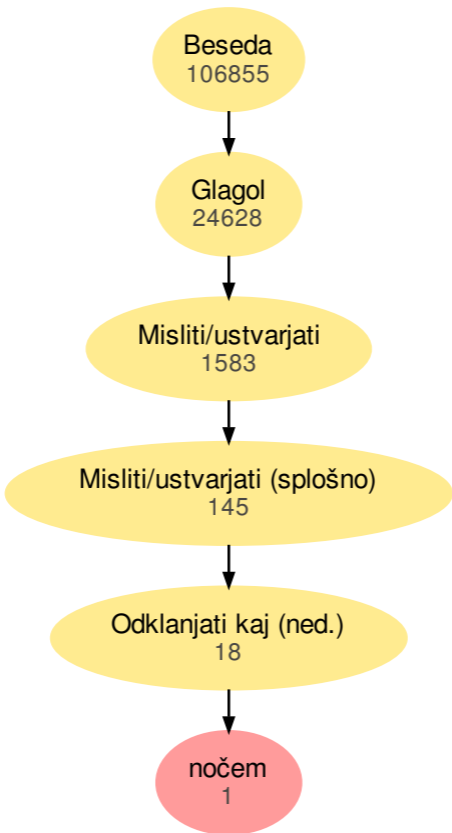 Beseda
106855
Glagol
24628
Misliti/ustvarjati
1583
Misliti/ustvarjati (splošno)
145
Odklanjati kaj (ned.)
18
nočem
1